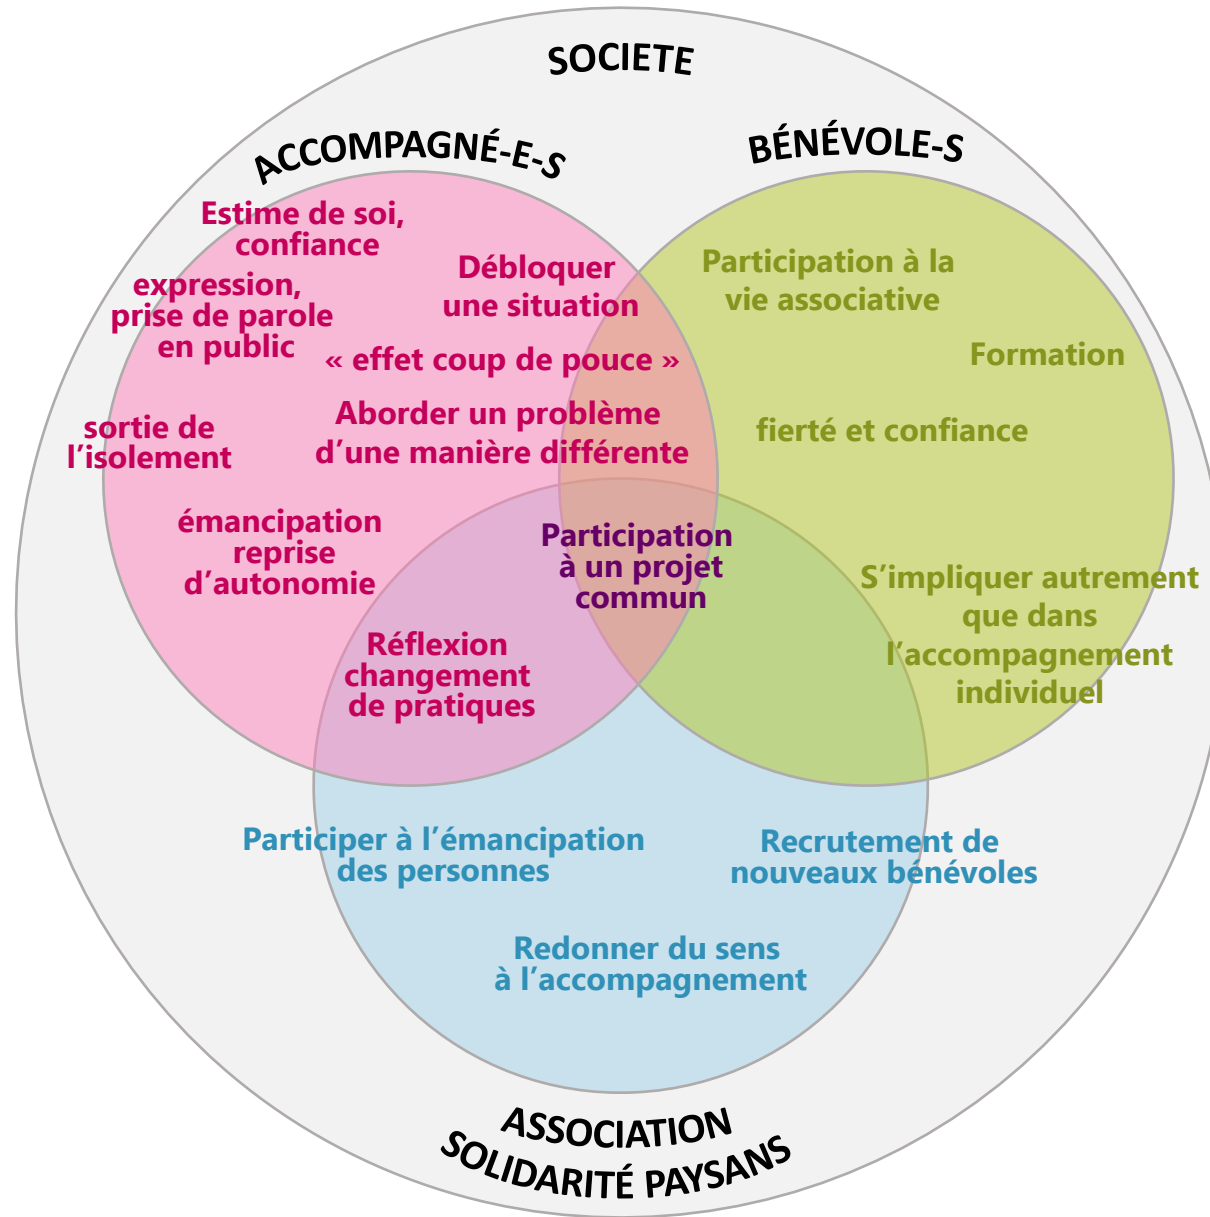 SOCIETE
ACCOMPAGNÉ-E-S
BÉNÉVOLE-S
Estime de soi,
confiance
expression,
prise de parole
en public
Débloquer
une situation
« effet coup de pouce »
Aborder un problème
d’une manière différente
sortie de
l’isolement
émancipation
reprise
d’autonomie
Réflexion
changement
de pratiques
Participation à la
vie associative
Formation
fierté et confiance
S’impliquer autrement
que dans
l’accompagnement
individuel
Participation
à un projet
commun
Participer à l’émancipation
des personnes
Recrutement de
nouveaux bénévoles
Redonner du sens
à l’accompagnement
ASSOCIATION
SOLIDARITÉ PAYSANS